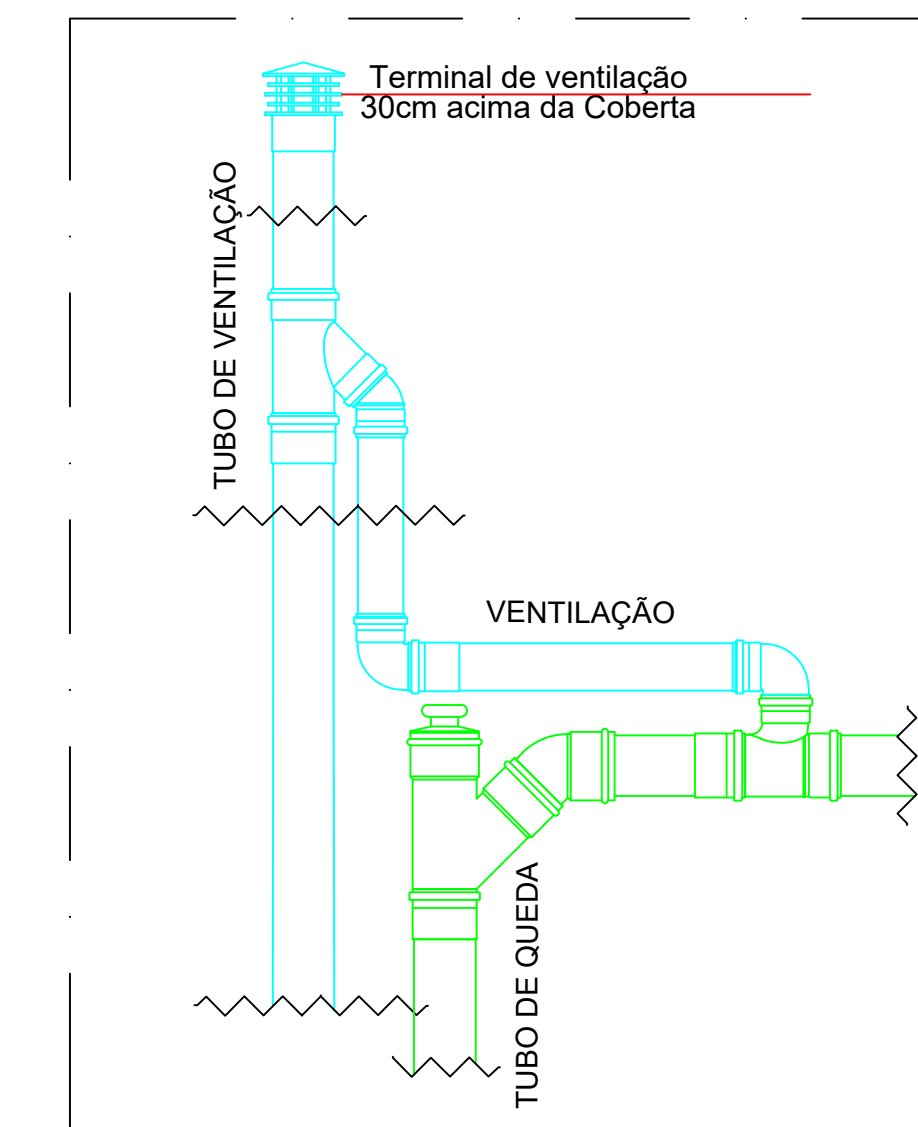 Terminal de ventilação
30cm acima da Coberta
TUBO DE VENTILAÇÃO
VENTILAÇÃO
TUBO DE QUEDA